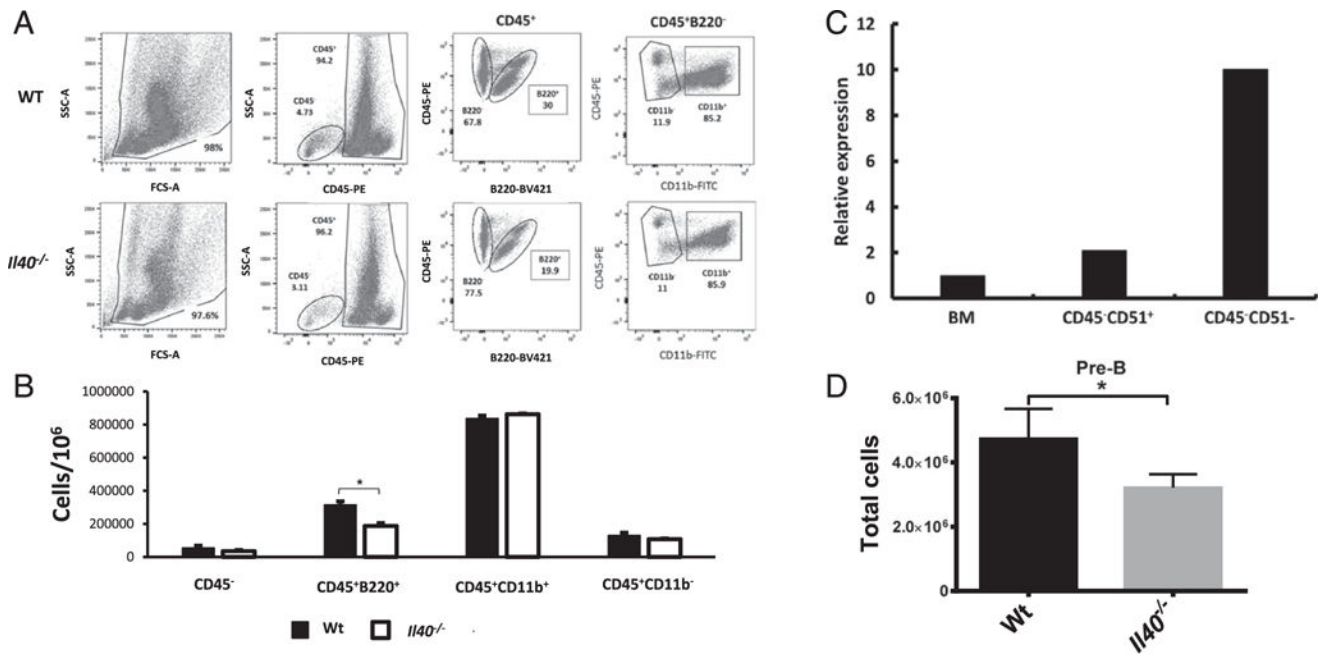 A
WT
SSC-A
98%
FCS-A
SSC-A
CD45⁺
94.2
CD45⁻
4.73
CD45-PE
CD45⁺
CD45-PE
B220⁻
67.8
B220⁺
30
B220-BV421
CD45⁺B220⁻
CD45-PE
CD11b⁻
11.9
CD11b⁺
85.2
CD11b-FITC
Il40⁻/⁻
SSC-A
97.6%
FCS-A
SSC-A
CD45⁺
96.2
CD45⁻
3.11
CD45-PE
CD45-PE
B220⁻
77.5
B220⁺
19.9
B220-BV421
CD45-PE
CD11b⁻
11
CD11b⁺
85.9
CD11b-FITC
B
Cells/10⁶
1000000
800000
600000
400000
200000
0
*
CD45⁻ CD45⁺B220⁺ CD45⁺CD11b⁺ CD45⁺CD11b⁻
Wt Il40⁻/⁻
C
Relative expression
12
10
8
6
4
2
0
BM CD45⁻CD51⁺ CD45⁻CD51-
D
Pre-B
*
Total cells
6.0×10⁶
4.0×10⁶
2.0×10⁶
0
Wt Il40⁻/⁻